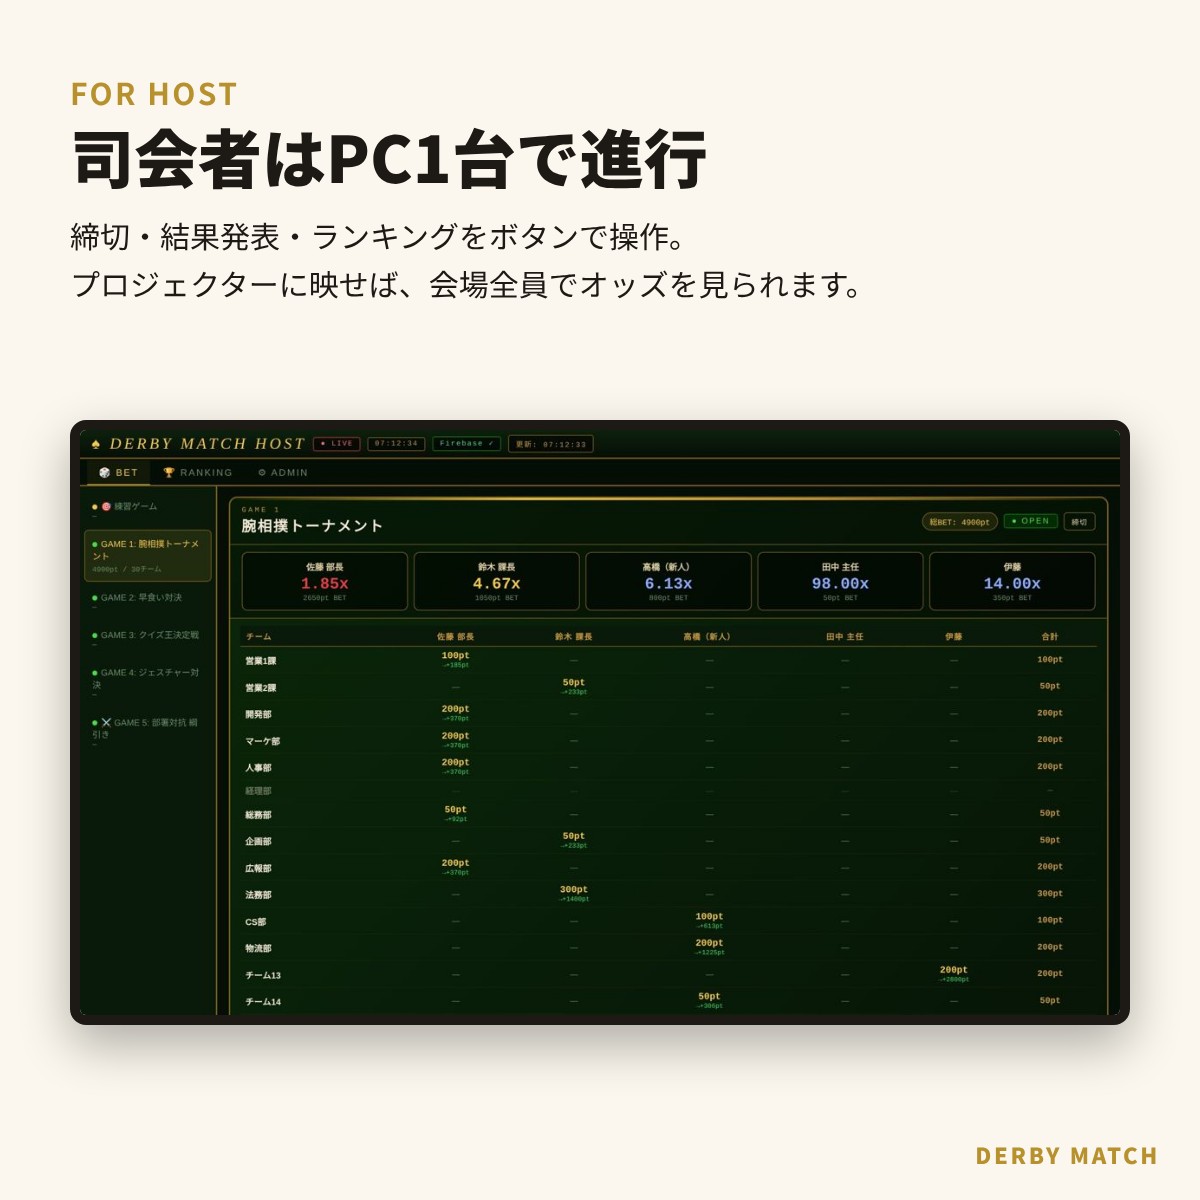 FOR HOST
司会者はPC1台で進行
締切・結果発表・ランキングをボタンで操作。
プロジェクターに映せば、会場全員でオッズを見られます。
♠ DERBY MATCH HOST ● LIVE 07:12:34 Firebase ✓ 更新: 07:12:33
🎲 BET 🏆 RANKING ⚙ ADMIN
● 🎯 練習ゲーム
—
● GAME 1: 腕相撲トーナメ
ント
4900pt / 30チーム
● GAME 2: 早食い対決
—
● GAME 3: クイズ王決定戦
—
● GAME 4: ジェスチャー対
決
—
● ⚔ GAME 5: 部署対抗 綱
引き
—
GAME 1
腕相撲トーナメント
総BET: 4900pt ● OPEN 締切
佐藤 部長 鈴木 課長 高橋（新人） 田中 主任 伊藤
1.85x 4.67x 6.13x 98.00x 14.00x
2650pt BET 1050pt BET 800pt BET 50pt BET 350pt BET
チーム 佐藤 部長 鈴木 課長 高橋（新人） 田中 主任 伊藤 合計
営業1課 100pt — — — — 100pt
→+185pt
営業2課 — 50pt — — — 50pt
→+233pt
開発部 200pt — — — — 200pt
→+370pt
マーケ部 200pt — — — — 200pt
→+370pt
人事部 200pt — — — — 200pt
→+370pt
経理部 — — — — — —
総務部 50pt — — — — 50pt
→+92pt
企画部 — 50pt — — — 50pt
→+233pt
広報部 200pt — — — — 200pt
→+370pt
法務部 — 300pt — — — 300pt
→+1400pt
CS部 — — 100pt — — 100pt
→+613pt
物流部 — — 200pt — — 200pt
→+1225pt
チーム13 — — — — 200pt 200pt
→+2800pt
チーム14 — — 50pt — — 50pt
→+306pt
DERBY MATCH